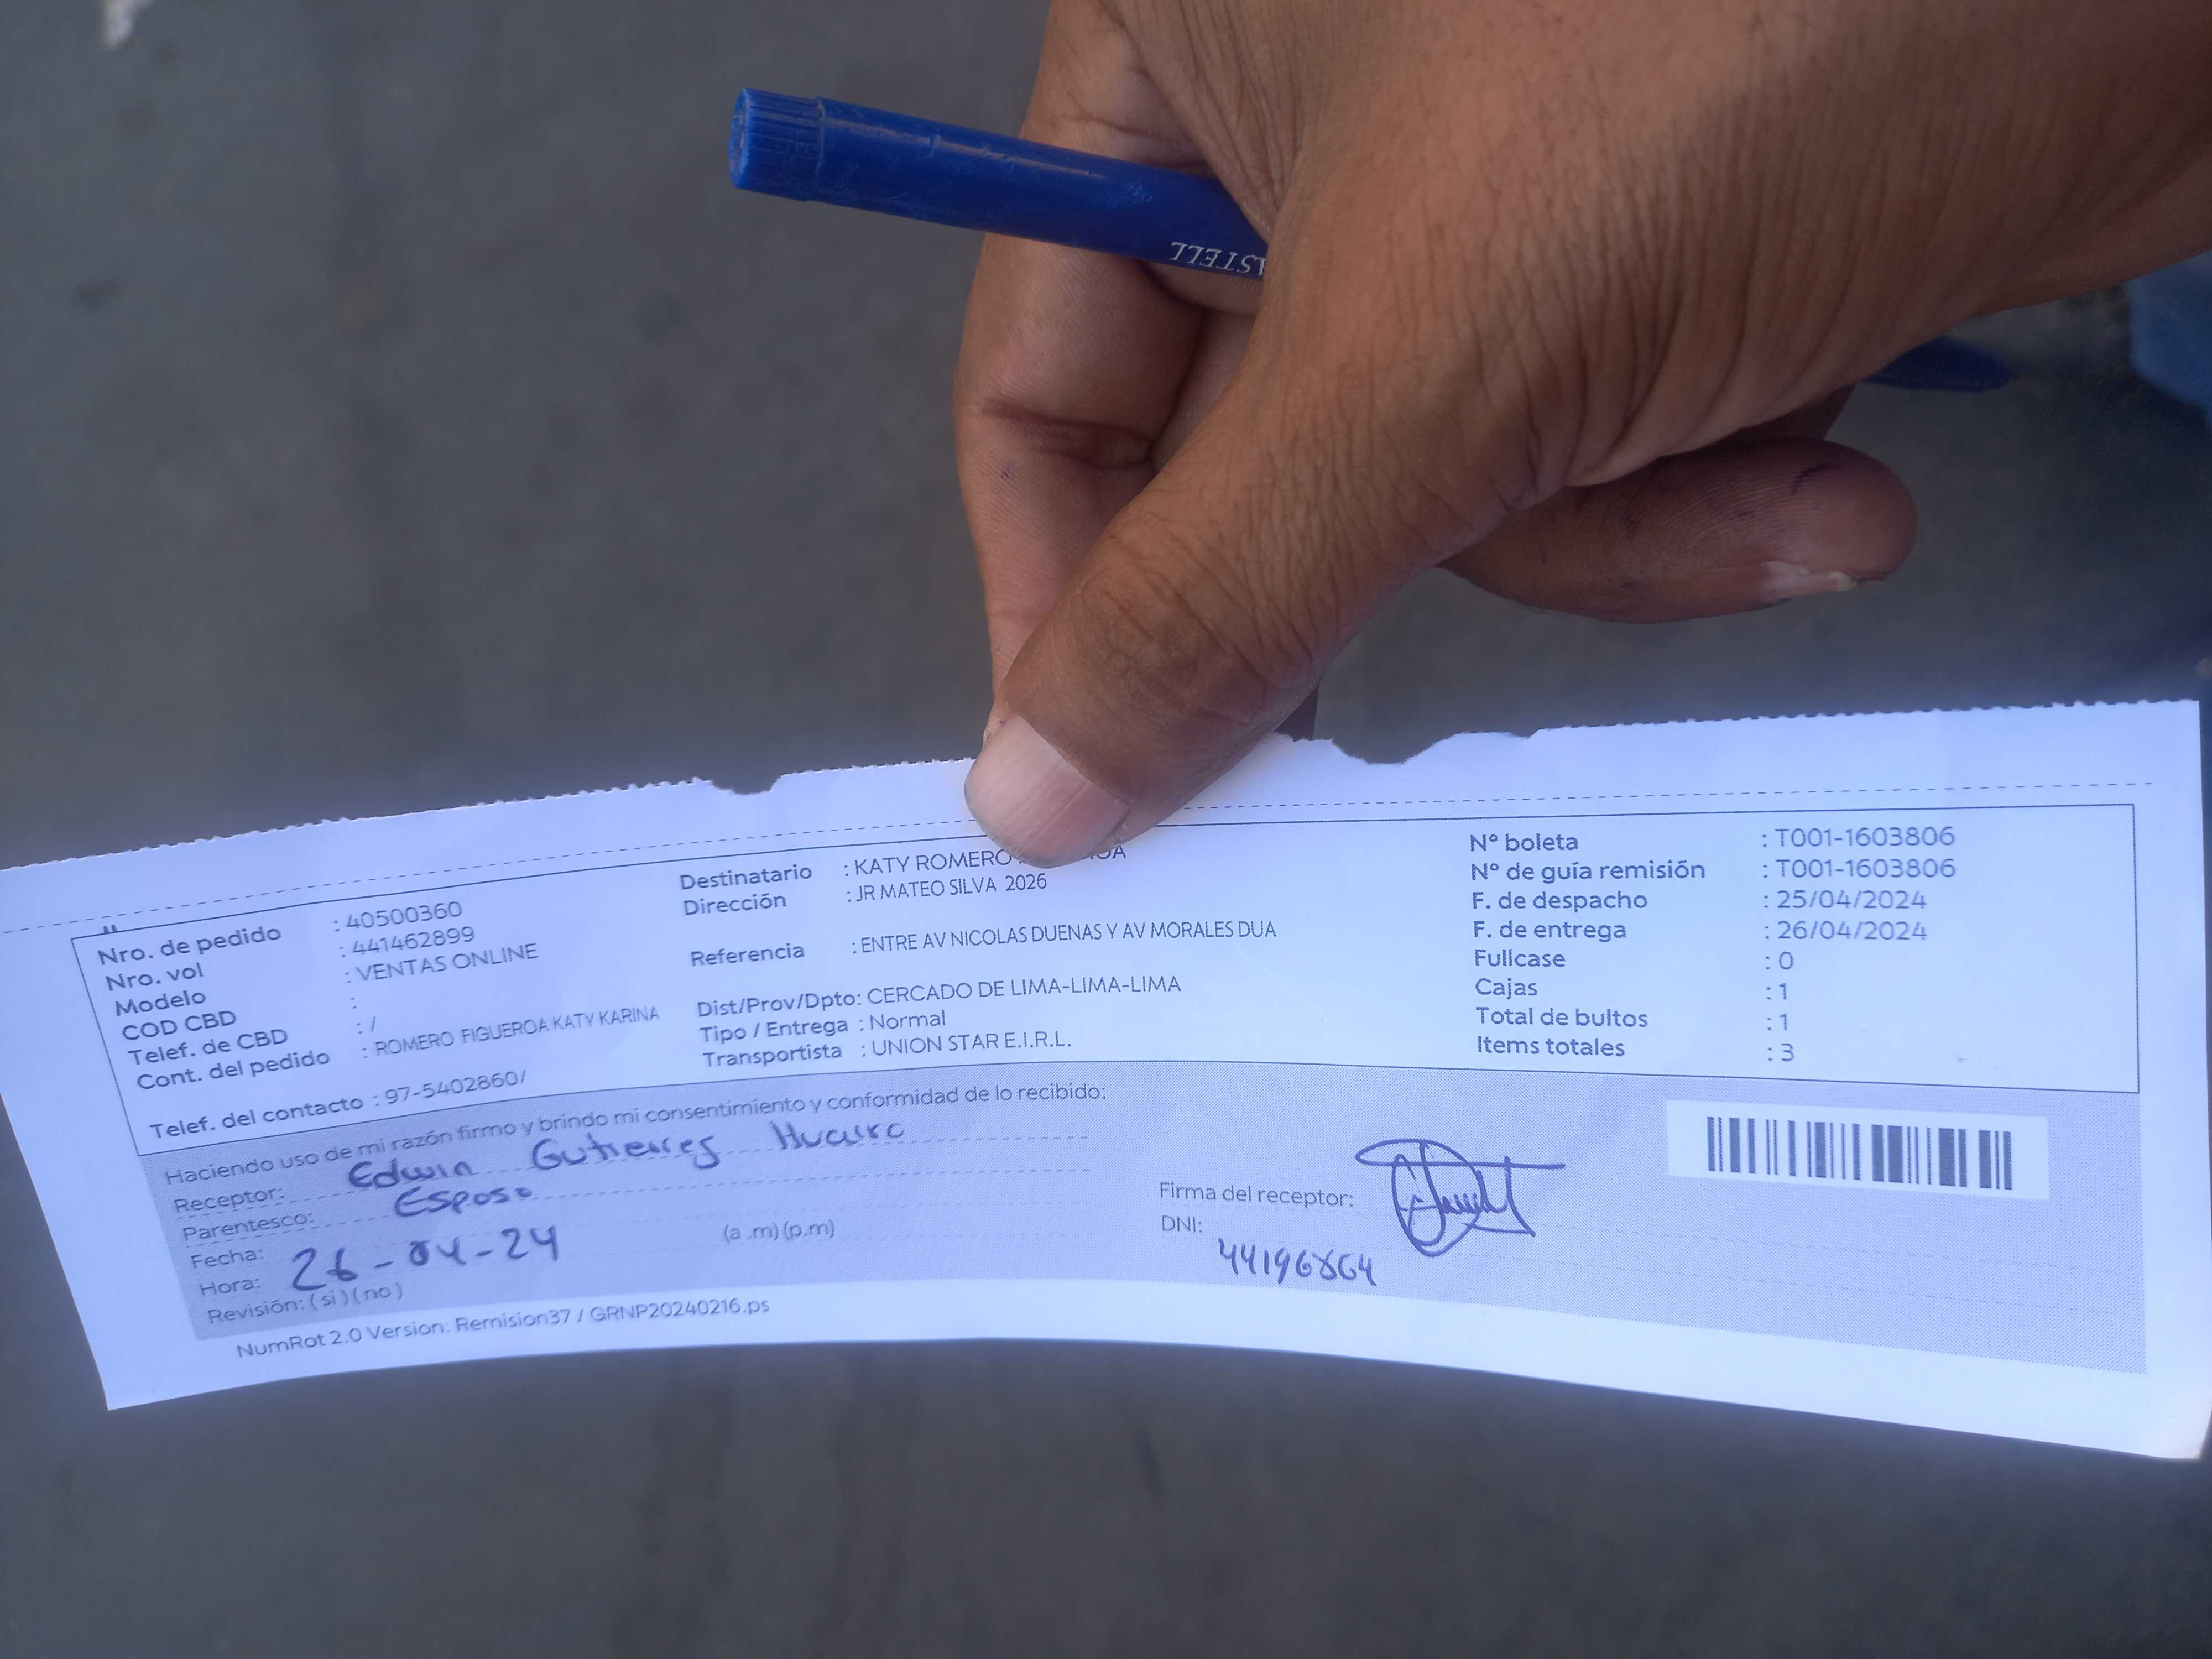 ASTELL
Nro. de pedido : 40500360
Nro. vol : 441462899
Modelo : VENTAS ONLINE
COD CBD :
Telef. de CBD : /
Cont. del pedido : ROMERO FIGUEROA KATY KARINA
Telef. del contacto : 97-5402860/
Destinatario : KATY ROMERO
Dirección : JR MATEO SILVA 2026
Referencia : ENTRE AV NICOLAS DUENAS Y AV MORALES DUA
Dist/Prov/Dpto: CERCADO DE LIMA-LIMA-LIMA
Tipo / Entrega : Normal
Transportista : UNION STAR E.I.R.L.
N° boleta : T001-1603806
N° de guía remisión : T001-1603806
F. de despacho : 25/04/2024
F. de entrega : 26/04/2024
Fullcase : 0
Cajas : 1
Total de bultos : 1
Items totales : 3
Haciendo uso de mi razón firmo y brindo mi consentimiento y conformidad de lo recibido:
Receptor: Edwin Gutierrez
Parentesco: Esposo
Fecha: 26-04-24
Hora: (a .m) (p.m)
Revisión: ( si ) ( no )
Firma del receptor:
DNI: 44196864
NumRot 2.0 Version: Remision37 / GRNP20240216.ps